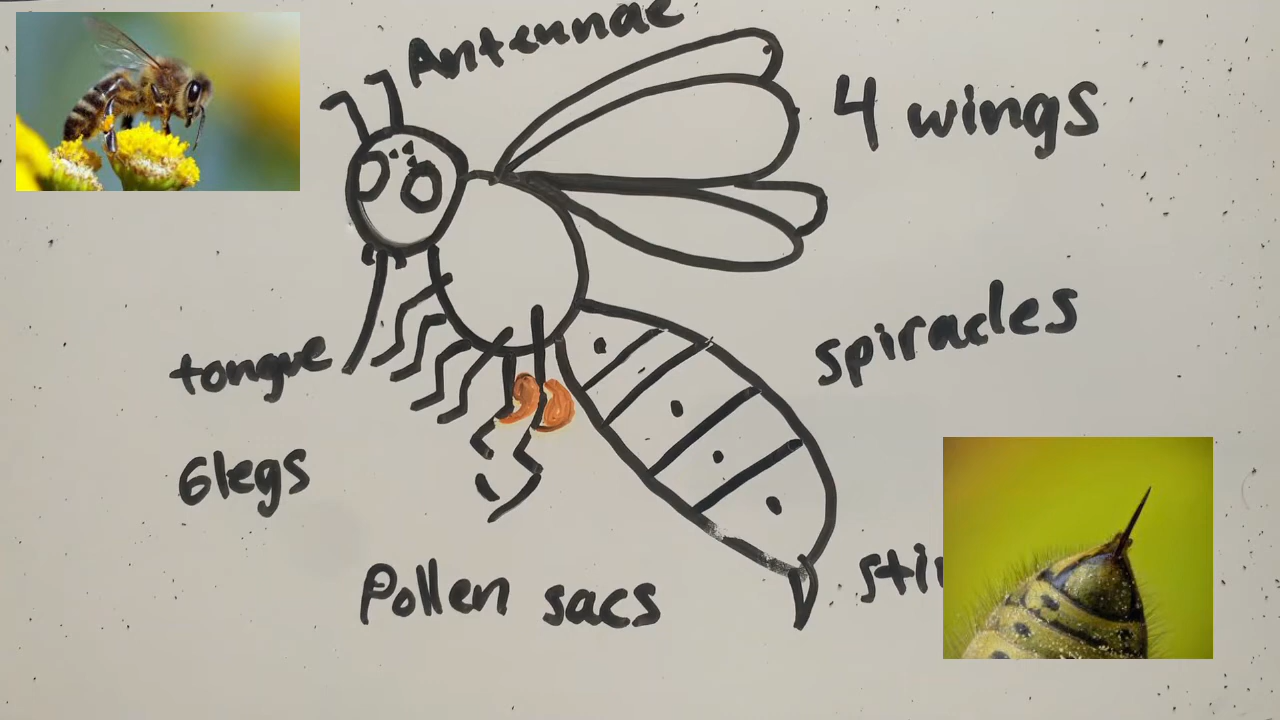 Antennae
4 wings
spiracles
tongue
6legs
Pollen sacs